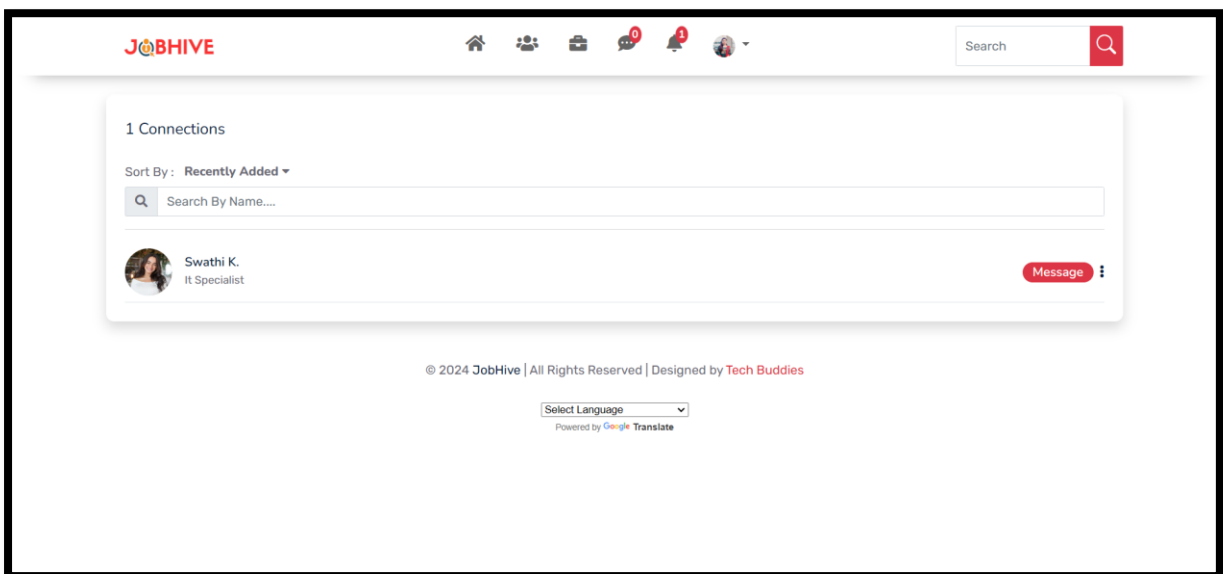 JOBHIVE
0
1
Search
1 Connections
Sort By : Recently Added
Search By Name....
Swathi K.
It Specialist
Message
© 2024 JobHive | All Rights Reserved | Designed by Tech Buddies
Select Language
Powered by Google Translate